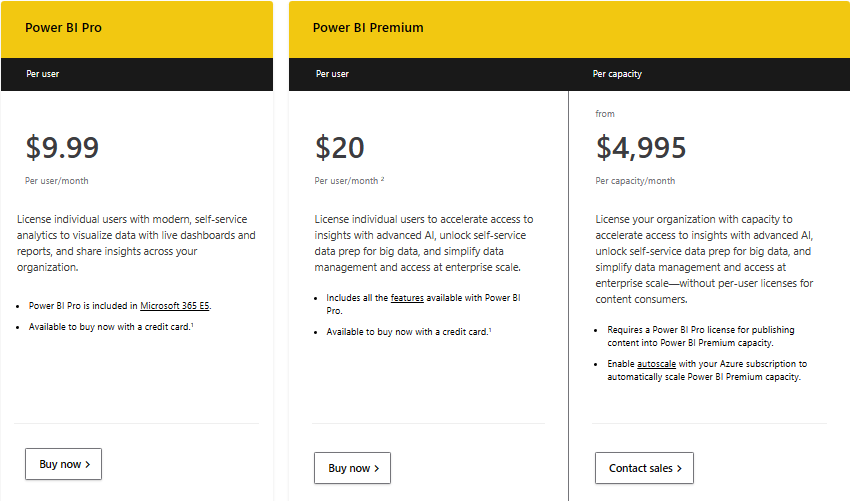 Power BI Pro
Per user
$9.99
Per user/month
License individual users with modern, self-service
analytics to visualize data with live dashboards and
reports, and share insights across your
organization.
Power BI Pro is included in Microsoft 365 E5.
Available to buy now with a credit card.¹
Buy now >
Power BI Premium
Per user
$20
Per user/month ²
License individual users to accelerate access to
insights with advanced AI, unlock self-service
data prep for big data, and simplify data
management and access at enterprise scale.
Includes all the features available with Power BI
Pro.
Available to buy now with a credit card.¹
Buy now >
Per capacity
from
$4,995
Per capacity/month
License your organization with capacity to
accelerate access to insights with advanced AI,
unlock self-service data prep for big data, and
simplify data management and access at
enterprise scale—without per-user licenses for
content consumers.
Requires a Power BI Pro license for publishing
content into Power BI Premium capacity.
Enable autoscale with your Azure subscription to
automatically scale Power BI Premium capacity.
Contact sales >